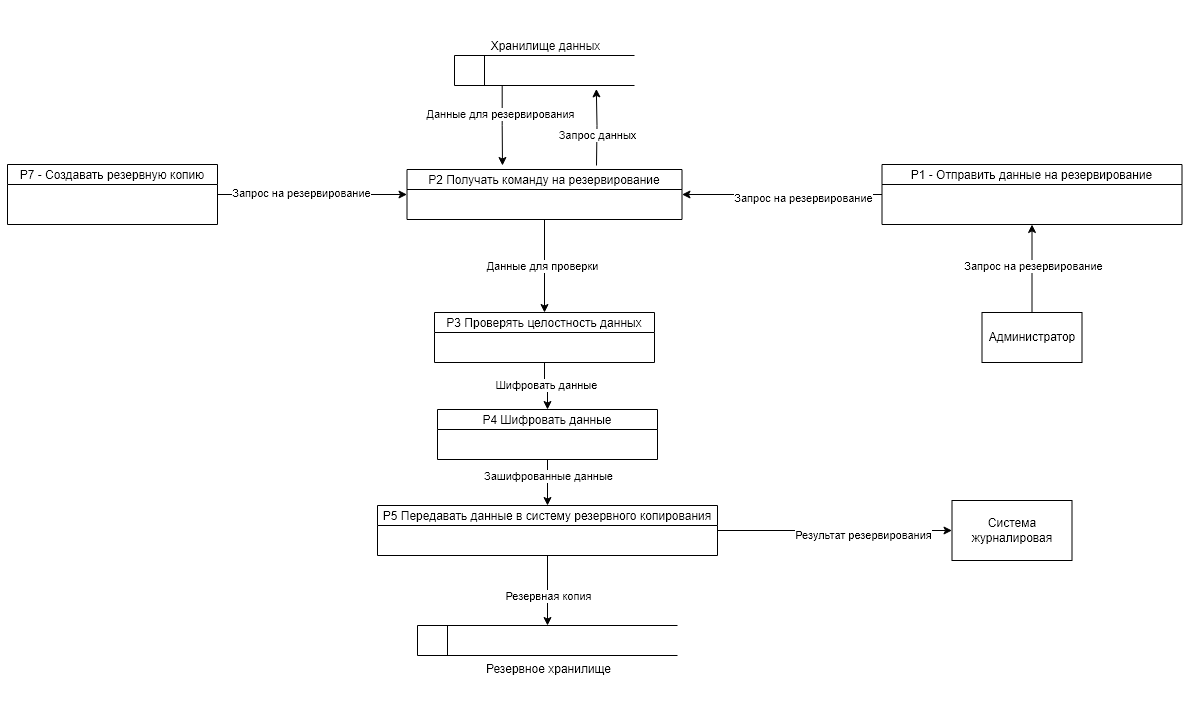 Хранилище данных
Данные для резервирования
Запрос данных
P7 - Создавать резервную копию
Запрос на резервирование
P2 Получать команду на резервирование
Запрос на резервирование
P1 - Отправить данные на резервирование
Данные для проверки
Запрос на резервирование
P3 Проверять целостность данных
Администратор
Шифровать данные
P4 Шифровать данные
Зашифрованные данные
P5 Передавать данные в систему резервного копирования
Результат резервирования
Система
журналировая
Резервная копия
Резервное хранилище